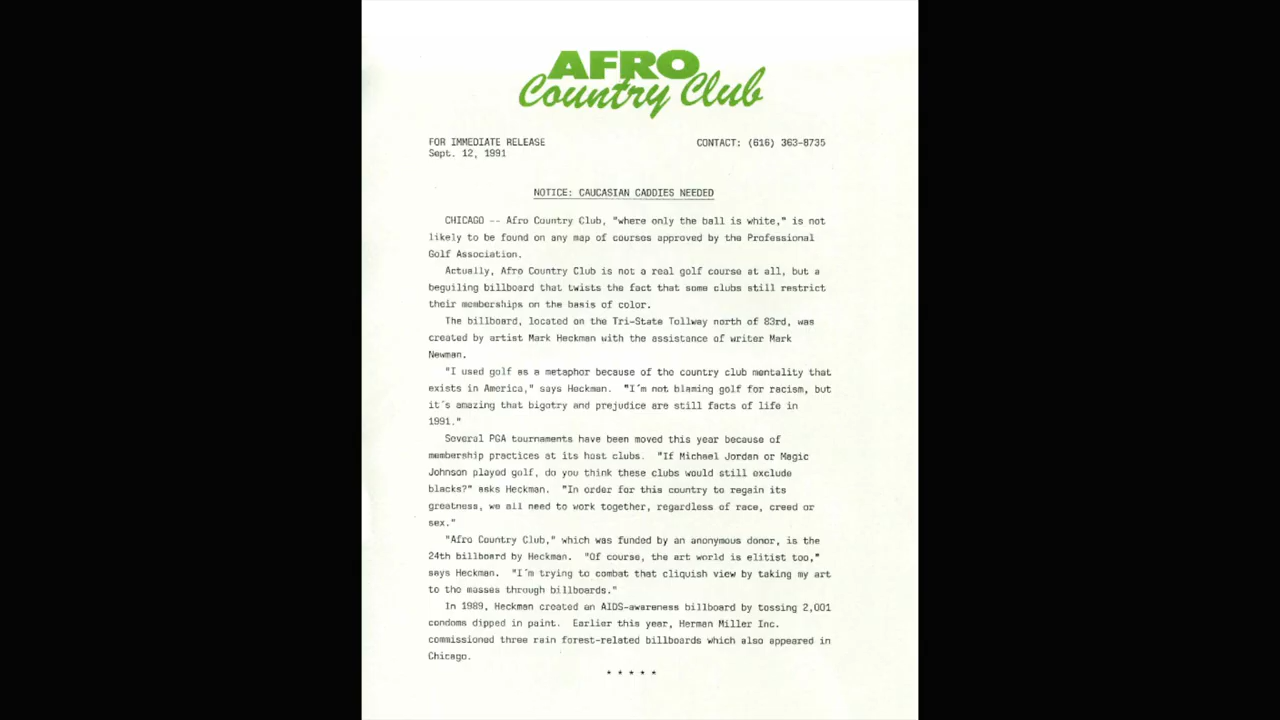 AFRO
Country Club
FOR IMMEDIATE RELEASE CONTACT: (616) 363-8735
Sept. 12, 1991
NOTICE: CAUCASIAN CADDIES NEEDED
CHICAGO -- Afro Country Club, "where only the ball is white," is not
likely to be found on any map of courses approved by the Professional
Golf Association.
Actually, Afro Country Club is not a real golf course at all, but a
beguiling billboard that twists the fact that some clubs still restrict
their memberships on the basis of color.
The billboard, located on the Tri-State Tollway north of 83rd, was
created by artist Mark Heckman with the assistance of writer Mark
Newman.
"I used golf as a metaphor because of the country club mentality that
exists in America," says Heckman. "I'm not blaming golf for racism, but
it's amazing that bigotry and prejudice are still facts of life in
1991."
Several PGA tournaments have been moved this year because of
membership practices at its host clubs. "If Michael Jordan or Magic
Johnson played golf, do you think these clubs would still exclude
blacks?" asks Heckman. "In order for this country to regain its
greatness, we all need to work together, regardless of race, creed or
sex."
"Afro Country Club," which was funded by an anonymous donor, is the
24th billboard by Heckman. "Of course, the art world is elitist too,"
says Heckman. "I'm trying to combat that cliquish view by taking my art
to the masses through billboards."
In 1989, Heckman created an AIDS-awareness billboard by tossing 2,001
condoms dipped in paint. Earlier this year, Herman Miller Inc.
commissioned three rain forest-related billboards which also appeared in
Chicago.
* * * * *